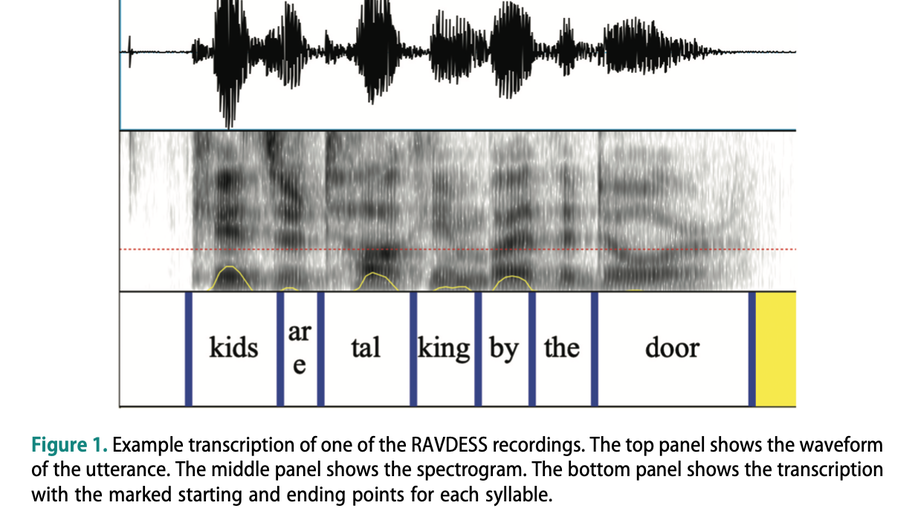 kids
ar
e
tal
king
by
the
door
Figure 1. Example transcription of one of the RAVDESS recordings. The top panel shows the waveform
of the utterance. The middle panel shows the spectrogram. The bottom panel shows the transcription
with the marked starting and ending points for each syllable.